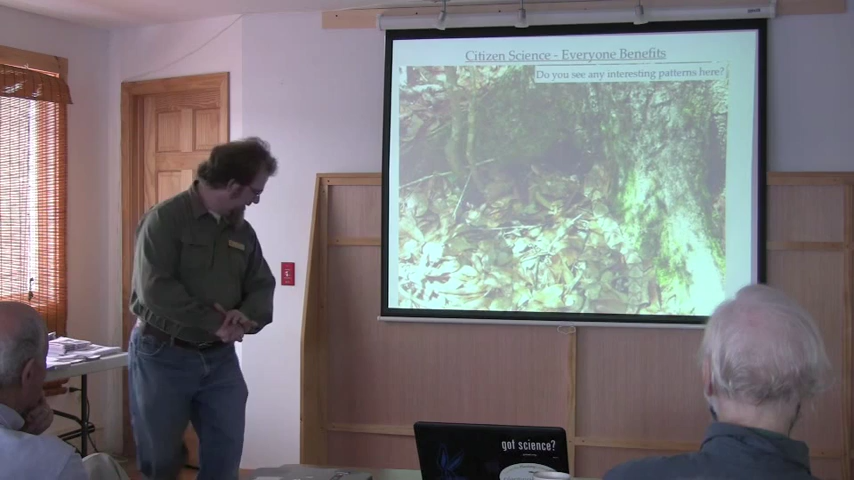 Citizen Science - Everyone Benefits
Do you see any interesting patterns here?
got science?